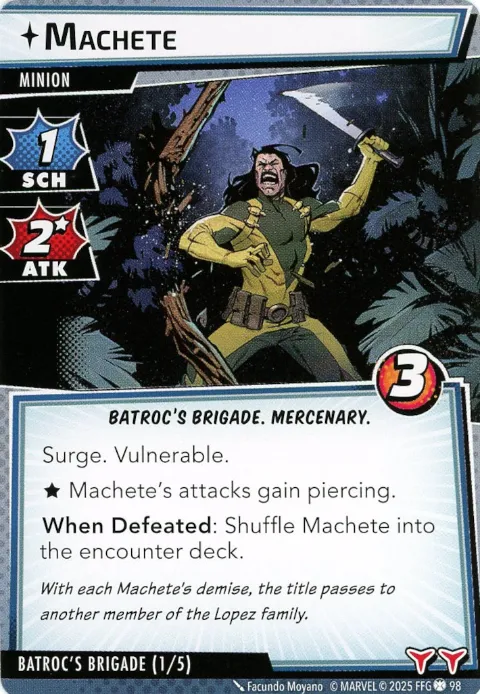 Machete
MINION
1
SCH
2
ATK
3
BATROC'S BRIGADE. MERCENARY.
Surge. Vulnerable.
★ Machete's attacks gain piercing.
When Defeated: Shuffle Machete into
the encounter deck.
With each Machete's demise, the title passes to
another member of the Lopez family.
BATROC'S BRIGADE (1/5)
Facundo Moyano © MARVEL © 2025 FFG 98